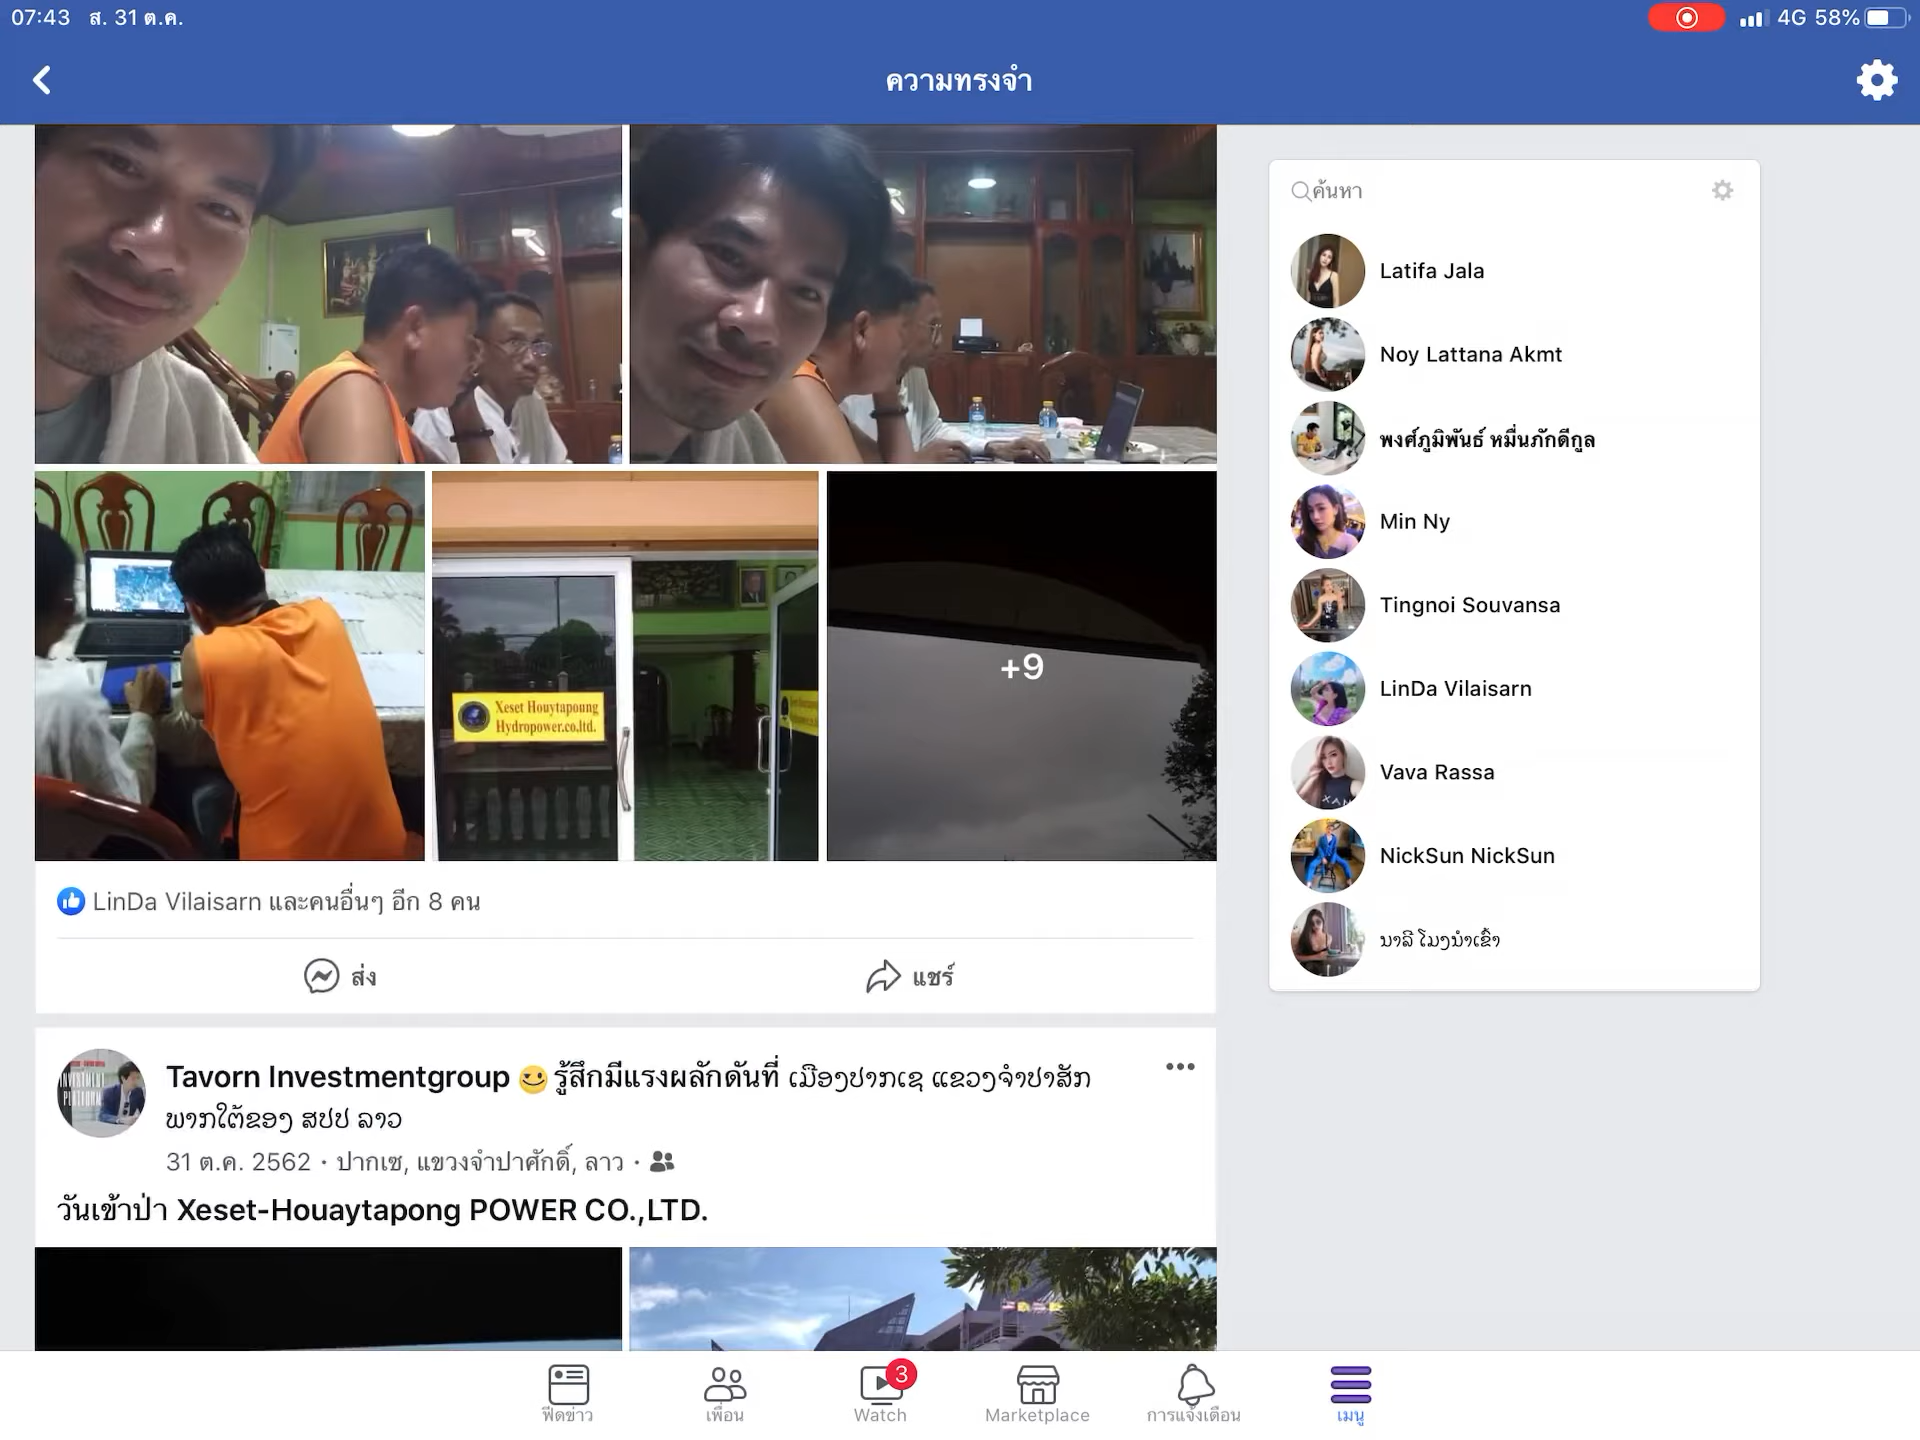 07:43 ส. 31 ต.ค.
4G 58%
ความทรงจำ
Xeset Houytapoung
Hydropower.co,ltd.
+9
LinDa Vilaisarn และคนอื่นๆ อีก 8 คน
ส่ง
แชร์
Tavorn Investmentgroup 😉 รู้สึกมีแรงผลักดันที่ ເມືອງປາກເຊ ແຂວງຈຳປາສັກ
ພາກໃຕ້ຂອງ ສປປ ລາວ
31 ต.ค. 2562 · ปากเซ, แขวงจำปาศักดิ์, ลาว ·
วันเข้าป่า Xeset-Houaytapong POWER CO.,LTD.
ค้นหา
Latifa Jala
Noy Lattana Akmt
พงศ์ภูมิพันธ์ หมื่นภักดีกูล
Min Ny
Tingnoi Souvansa
LinDa Vilaisarn
Vava Rassa
NickSun NickSun
ນາລີ ໂມງນຳເຂົ້າ
ฟีดข่าว
เพื่อน
3
Watch
Marketplace
การแจ้งเตือน
เมนู